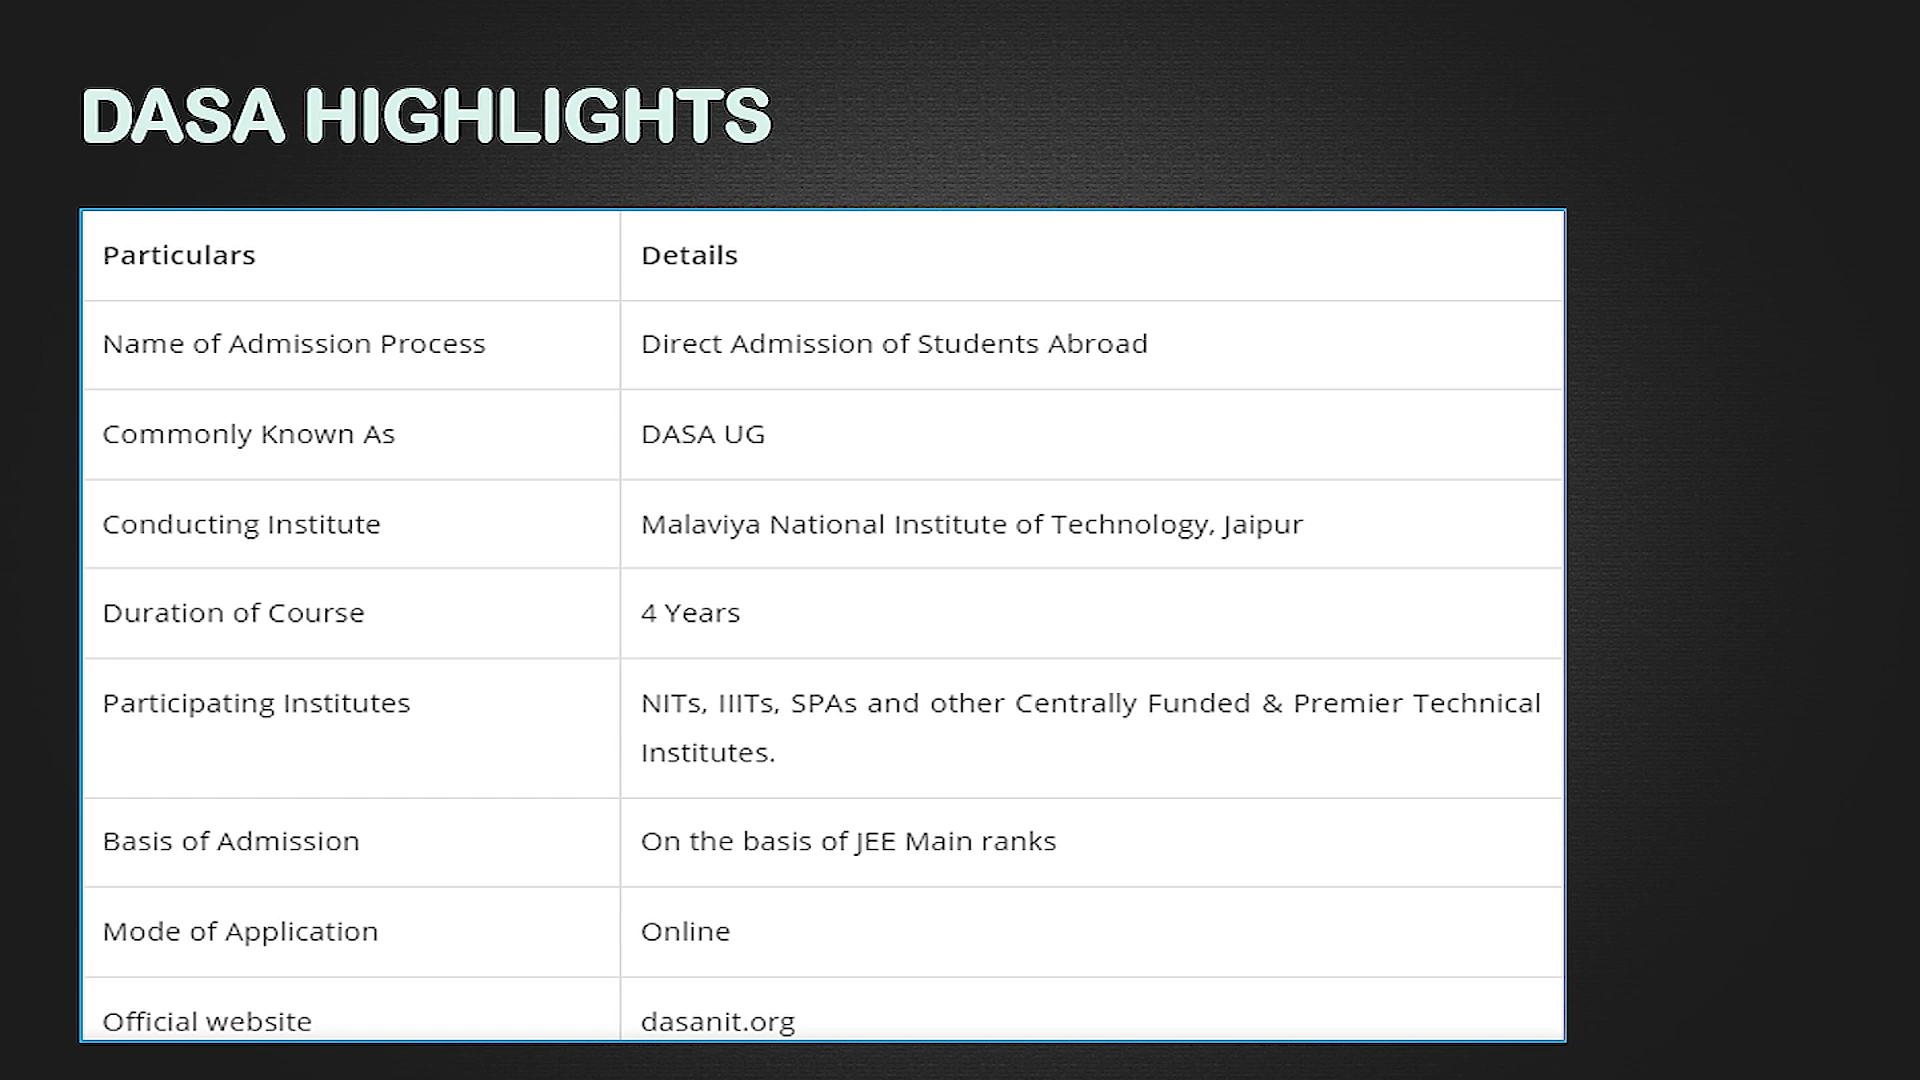 DASA HIGHLIGHTS
Particulars Details
Name of Admission Process Direct Admission of Students Abroad
Commonly Known As DASA UG
Conducting Institute Malaviya National Institute of Technology, Jaipur
Duration of Course 4 Years
Participating Institutes NITs, IIITs, SPAs and other Centrally Funded & Premier Technical
Institutes.
Basis of Admission On the basis of JEE Main ranks
Mode of Application Online
Official website dasanit.org